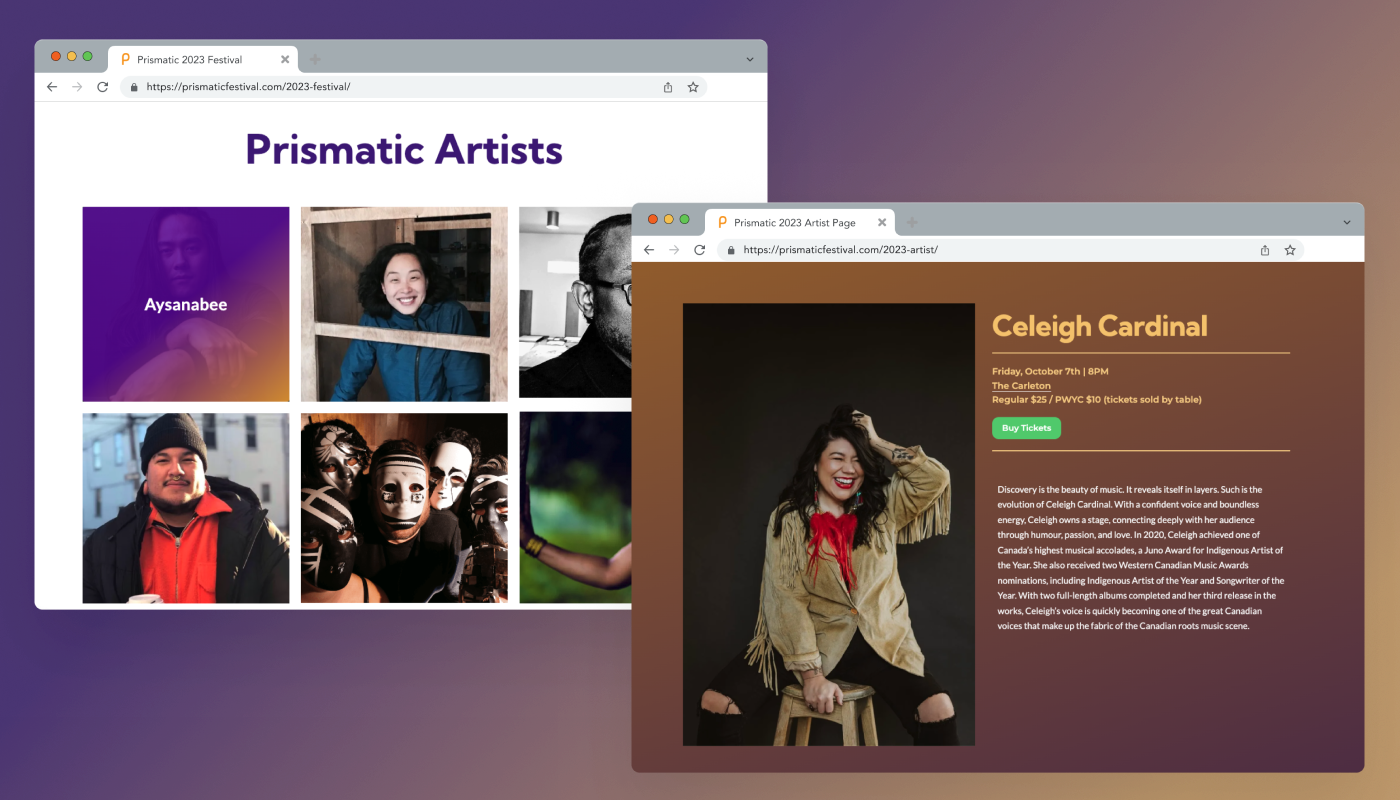 Prismatic 2023 Festival
https://prismaticfestival.com/2023-festival/
Prismatic Artists
Aysanabee
Prismatic 2023 Artist Page
https://prismaticfestival.com/2023-artist/
Celeigh Cardinal
Friday, October 7th | 8PM
The Carleton
Regular $25 / PWYC $10 (tickets sold by table)
Buy Tickets
Discovery is the beauty of music. It reveals itself in layers. Such is the
evolution of Celeigh Cardinal. With a confident voice and boundless
energy, Celeigh owns a stage, connecting deeply with her audience
through humour, passion, and love. In 2020, Celeigh achieved one of
Canada's highest musical accolades, a Juno Award for Indigenous Artist of
the Year. She also received two Western Canadian Music Awards
nominations, including Indigenous Artist of the Year and Songwriter of the
Year. With two full-length albums completed and her third release in the
works, Celeigh's voice is quickly becoming one of the great Canadian
voices that make up the fabric of the Canadian roots music scene.